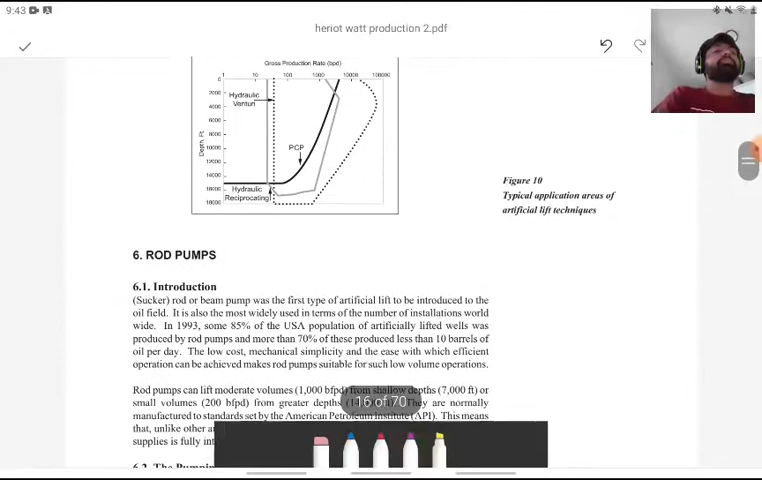 9:43
heriot watt production 2.pdf
Gross Production Rate (bpd)
1 10 100 1000 10000 100000
0
2000
4000
6000
8000
10000
12000
14000
16000
18000
Depth, Ft.
Hydraulic
Venturi
PCP
Hydraulic
Reciprocating
Figure 10
Typical application areas of
artificial lift techniques
6. ROD PUMPS
6.1. Introduction
(Sucker) rod or beam pump was the first type of artificial lift to be introduced to the
oil field. It is also the most widely used in terms of the number of installations world
wide. In 1993, some 85% of the USA population of artificially lifted wells was
produced by rod pumps and more than 70% of these produced less than 10 barrels of
oil per day. The low cost, mechanical simplicity and the ease with which efficient
operation can be achieved makes rod pumps suitable for such low volume operations.
Rod pumps can lift moderate volumes (1,000 bfpd) from shallow depths (7,000 ft) or
small volumes (200 bfpd) from greater depths They are normally
16 of 70
manufactured to standards set by the American Petroleum Institute (API). This means
that, unlike other
supplies is fully
6.2. The